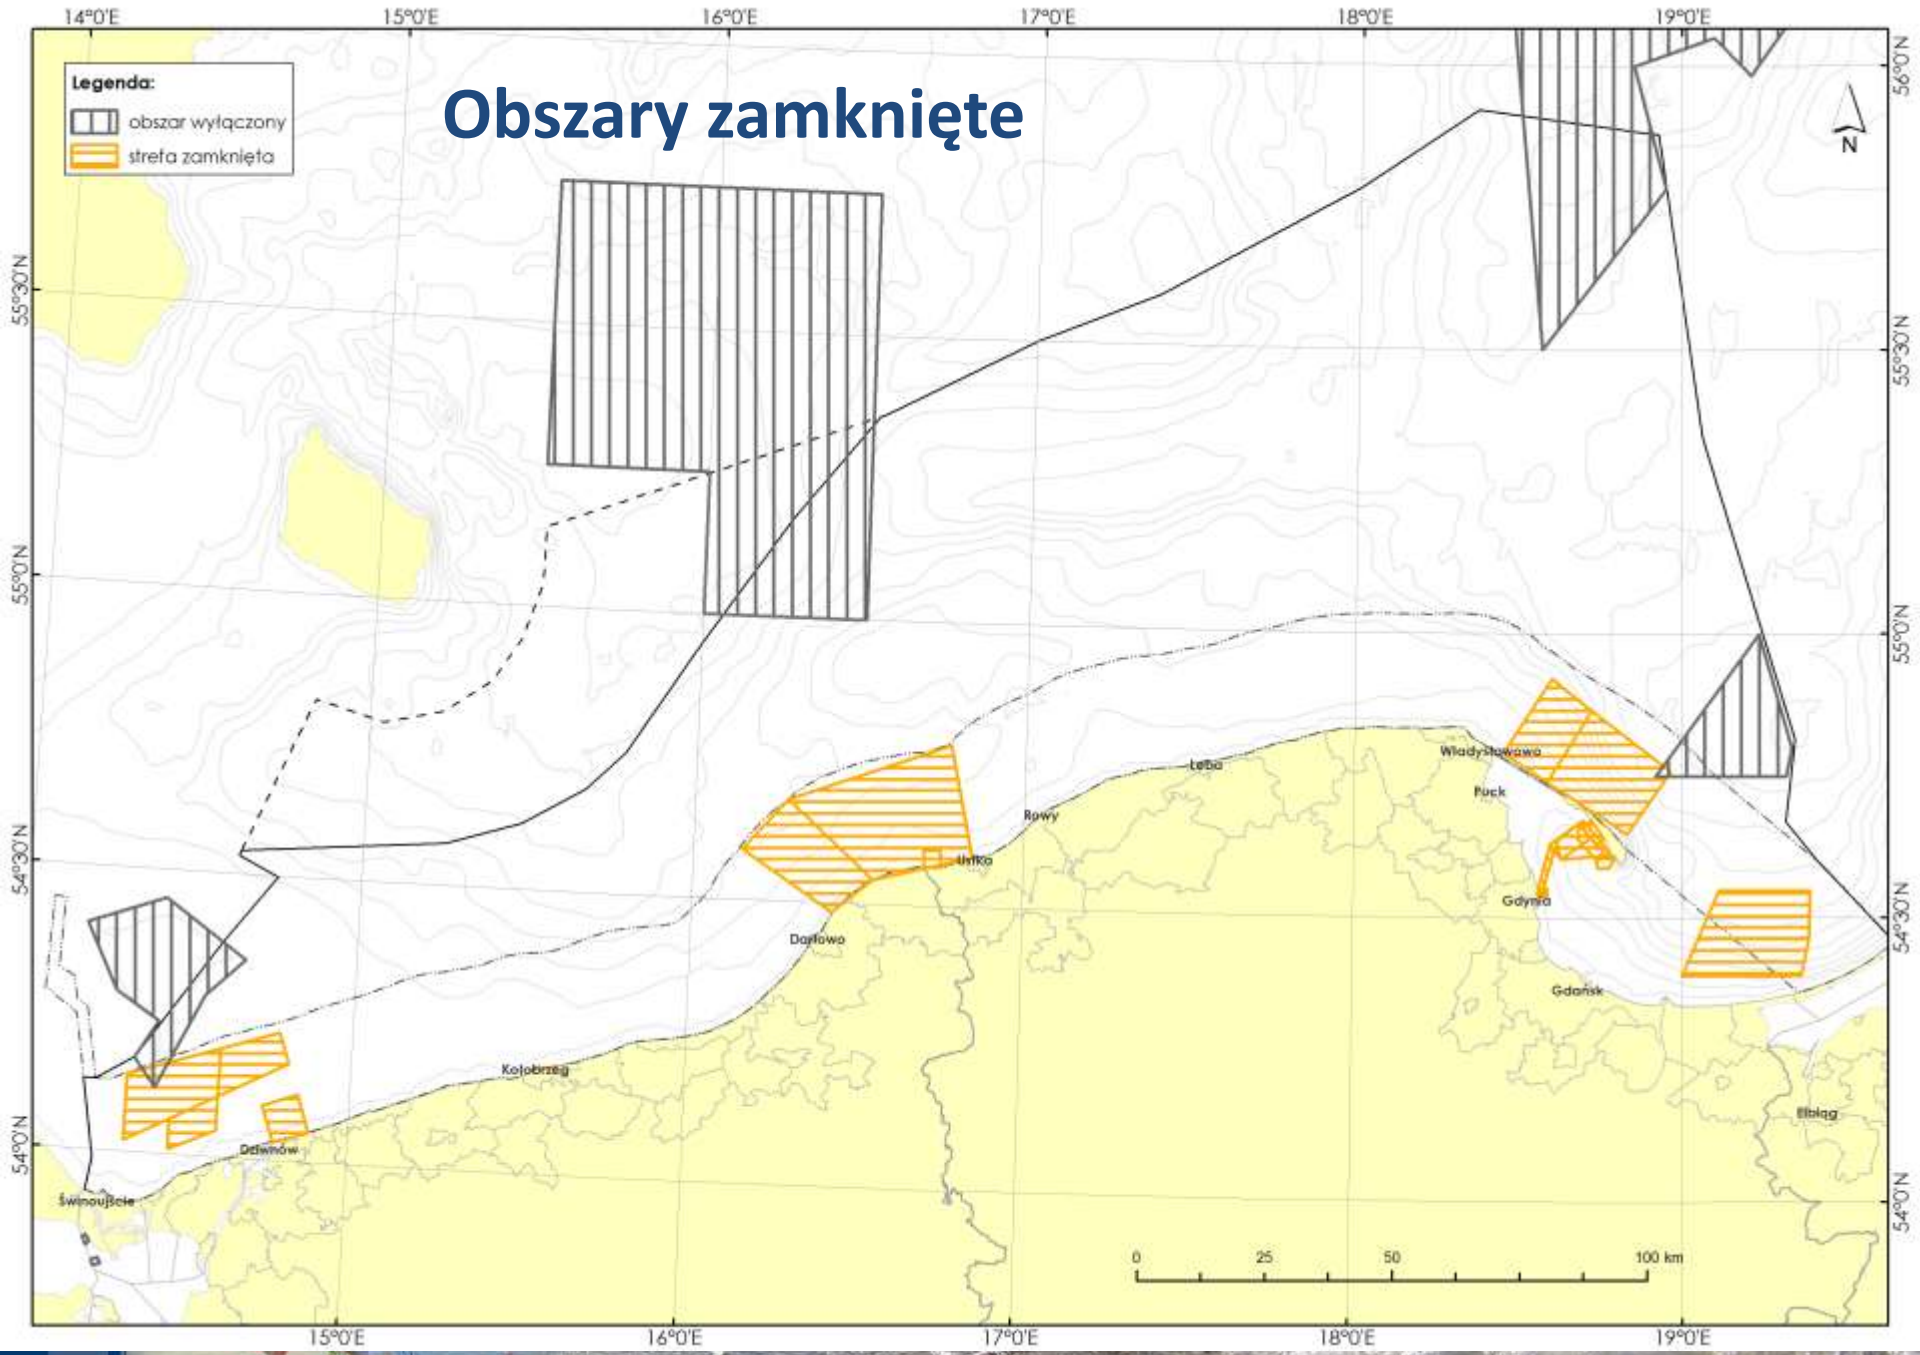 14°0'E 15°0'E 16°0'E 17°0'E 18°0'E 19°0'E
56°0'N
Legenda:
obszar wyłączony
strefa zamknięta
Obszary zamknięte
N
55°30'N
55°30'N
55°0'N
55°0'N
Władysławowo
Łeba
Puck
Rowy
54°30'N
Ustka
Gdynia
54°30'N
Darłowo
Gdańsk
Kołobrzeg
Elbląg
54°0'N
Dziwnów
Świnoujście
54°0'N
0 25 50 100 km
15°0'E 16°0'E 17°0'E 18°0'E 19°0'E